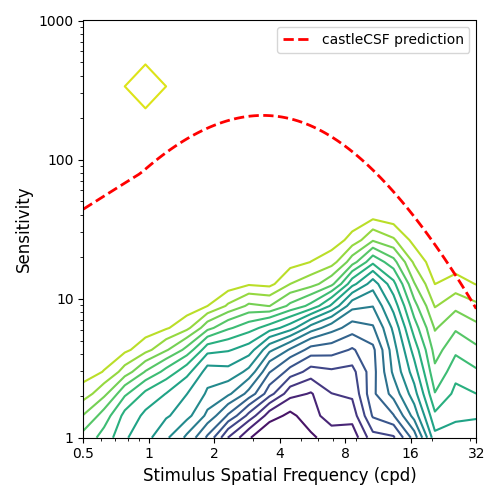 1000
castleCSF prediction
100
Sensitivity
10
1
0.5 1 2 4 8 16 32
Stimulus Spatial Frequency (cpd)